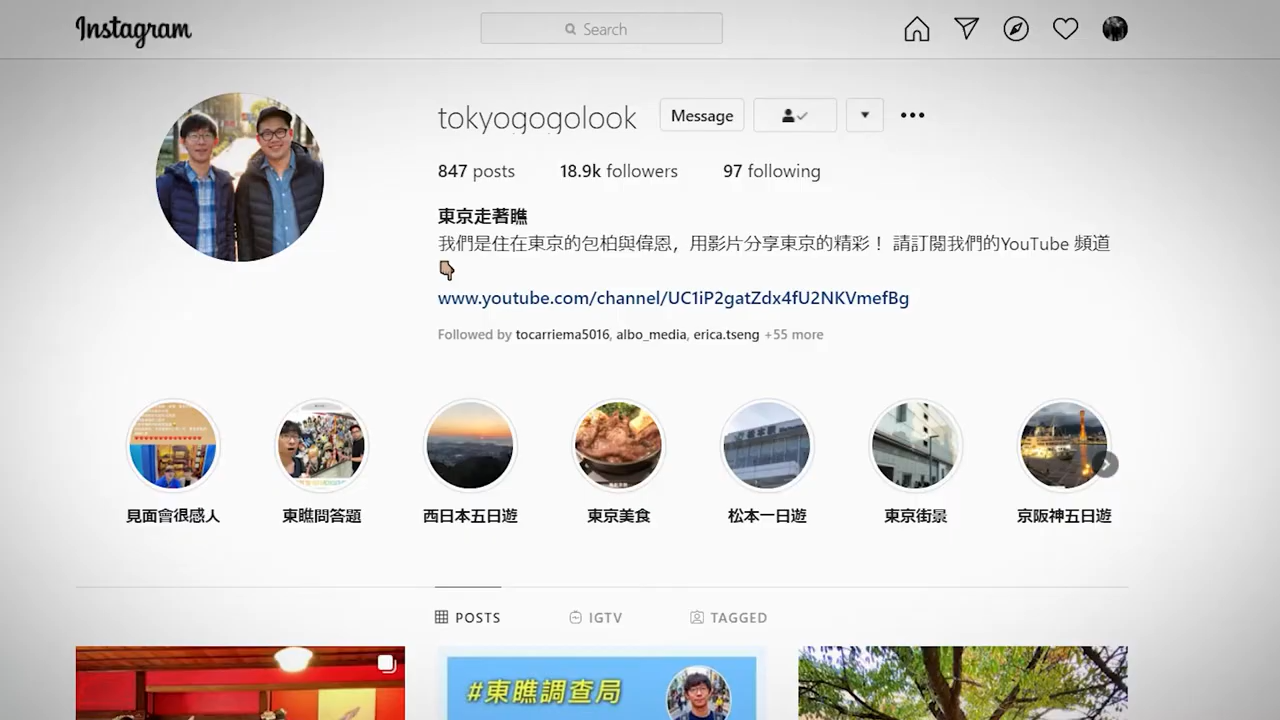 Instagram
Search
tokyogogolook
Message
847 posts
18.9k followers
97 following
東京走著瞧
我們是住在東京的包柏與偉恩，用影片分享東京的精彩！ 請訂閱我們的YouTube 頻道
👇🏽
www.youtube.com/channel/UC1iP2gatZdx4fU2NKVmefBg
Followed by tocarriema5016, albo_media, erica.tseng +55 more
見面會很感人
東瞧問答題
西日本五日遊
東京美食
松本一日遊
東京街景
京阪神五日遊
POSTS
IGTV
TAGGED
#東瞧調查局